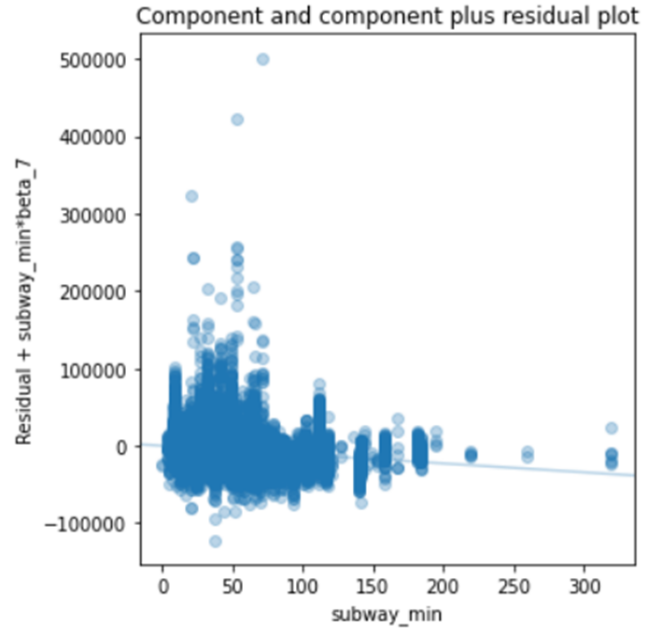 Component and component plus residual plot
500000
400000
300000
200000
100000
0
−100000
Residual + subway_min*beta_7
0 50 100 150 200 250 300
subway_min